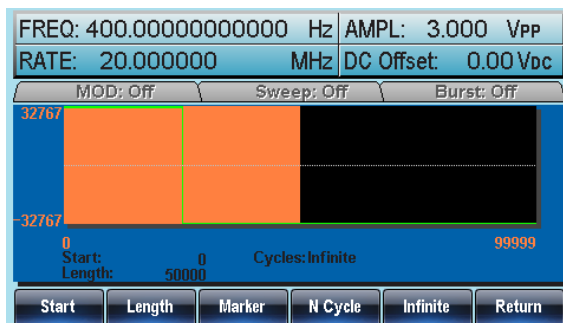 FREQ: 400.00000000000 Hz AMPL: 3.000 VPP
RATE: 20.000000 MHz DC Offset: 0.00 VDC
MOD: Off Sweep: Off Burst: Off
32767
-32767
0 99999
Start: 0 Cycles:Infinite
Length: 50000
Start Length Marker N Cycle Infinite Return